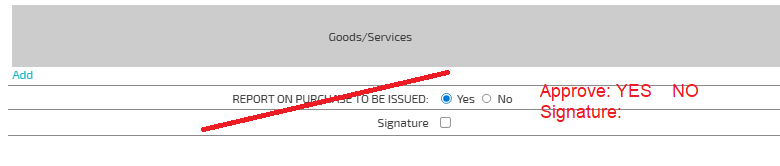 Goods/Services
Add
REPORT ON PURCHASE TO BE ISSUED: Yes No
Approve: YES NO
Signature:
Signature